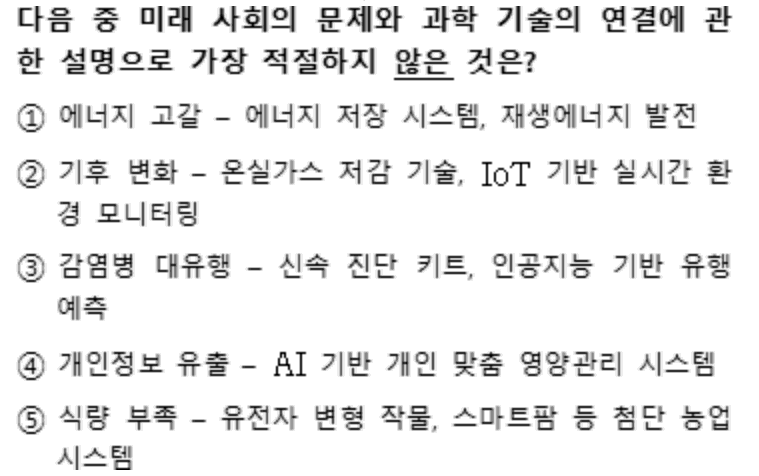 다음 중 미래 사회의 문제와 과학 기술의 연결에 관
한 설명으로 가장 적절하지 않은 것은?
① 에너지 고갈 – 에너지 저장 시스템, 재생에너지 발전
② 기후 변화 – 온실가스 저감 기술, IoT 기반 실시간 환
경 모니터링
③ 감염병 대유행 – 신속 진단 키트, 인공지능 기반 유행
예측
④ 개인정보 유출 – AI 기반 개인 맞춤 영양관리 시스템
⑤ 식량 부족 – 유전자 변형 작물, 스마트팜 등 첨단 농업
시스템